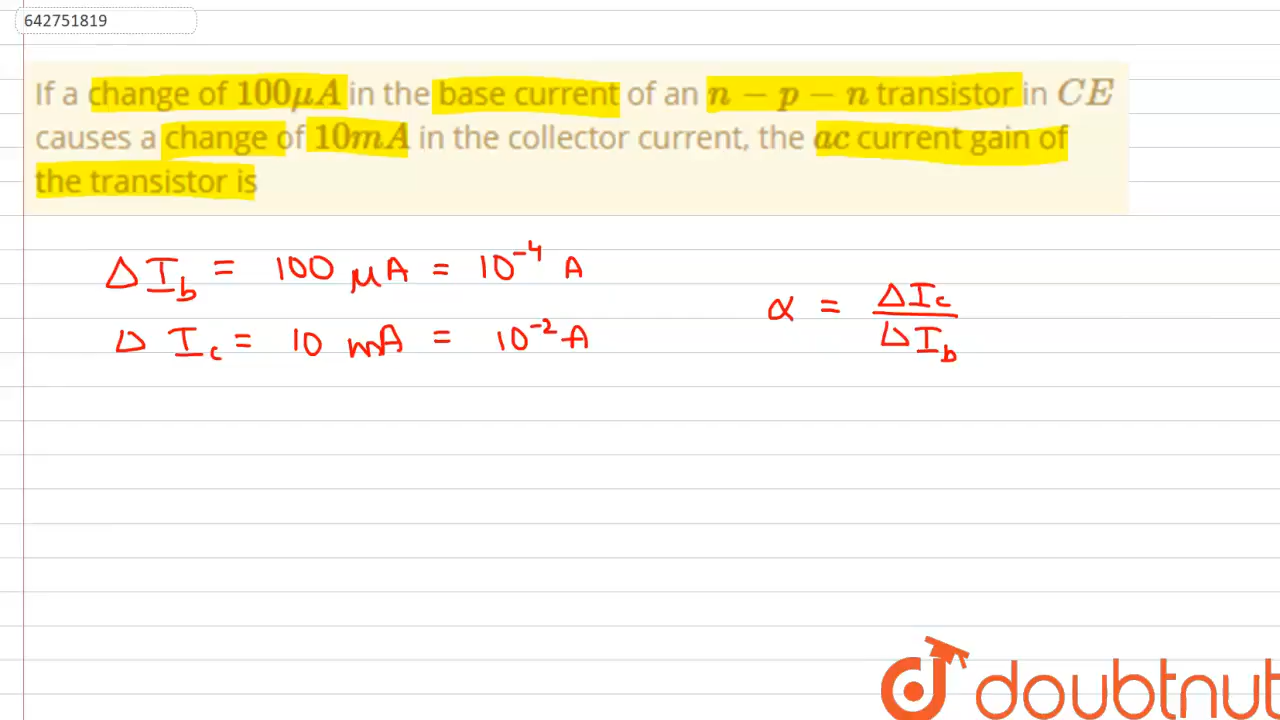 642751819
If a change of 100μA in the base current of an n − p − n transistor in CE
causes a change of 10mA in the collector current, the ac current gain of
the transistor is
Δ I_b = 100 μA = 10^-4 A
Δ I_c = 10 mA = 10^-2 A
α = ΔI_c / ΔI_b
doubtnut